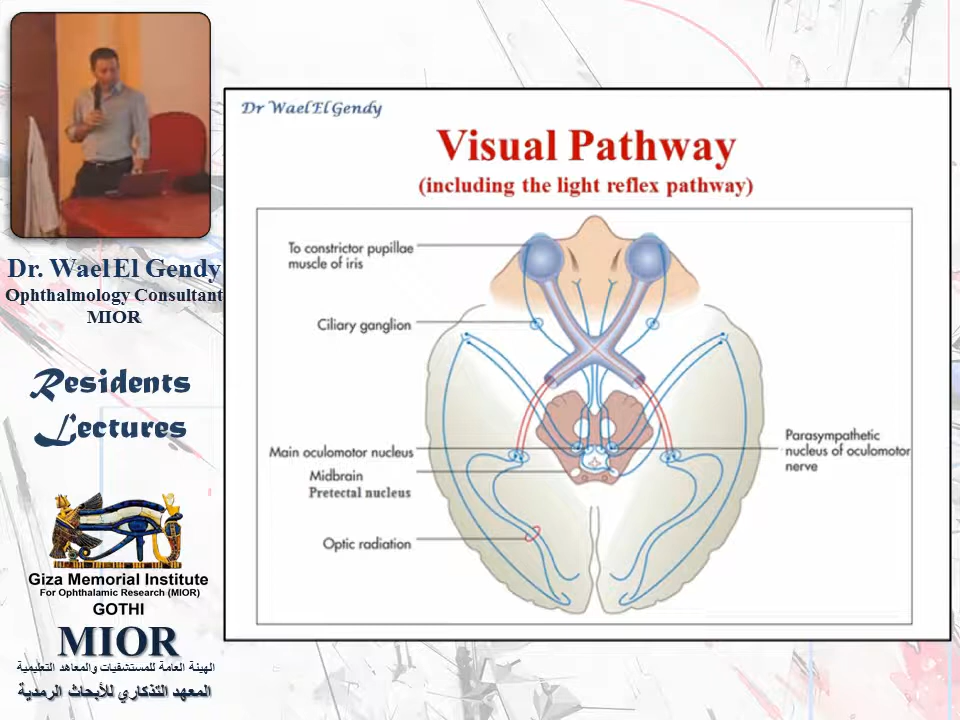 Dr. Wael El Gendy
Ophthalmology Consultant
MIOR
Residents
Lectures
Giza Memorial Institute
For Ophthalamic Research (MIOR)
GOTHI
MIOR
الهيئة العامة للمستشفيات والمعاهد التعليمية
المعهد التذكاري للأبحاث الرمدية
Dr Wael El Gendy
Visual Pathway
(including the light reflex pathway)
To constrictor pupillae
muscle of iris
Ciliary ganglion
Main oculomotor nucleus
Midbrain
Pretectal nucleus
Optic radiation
Parasympathetic
nucleus of oculomotor
nerve